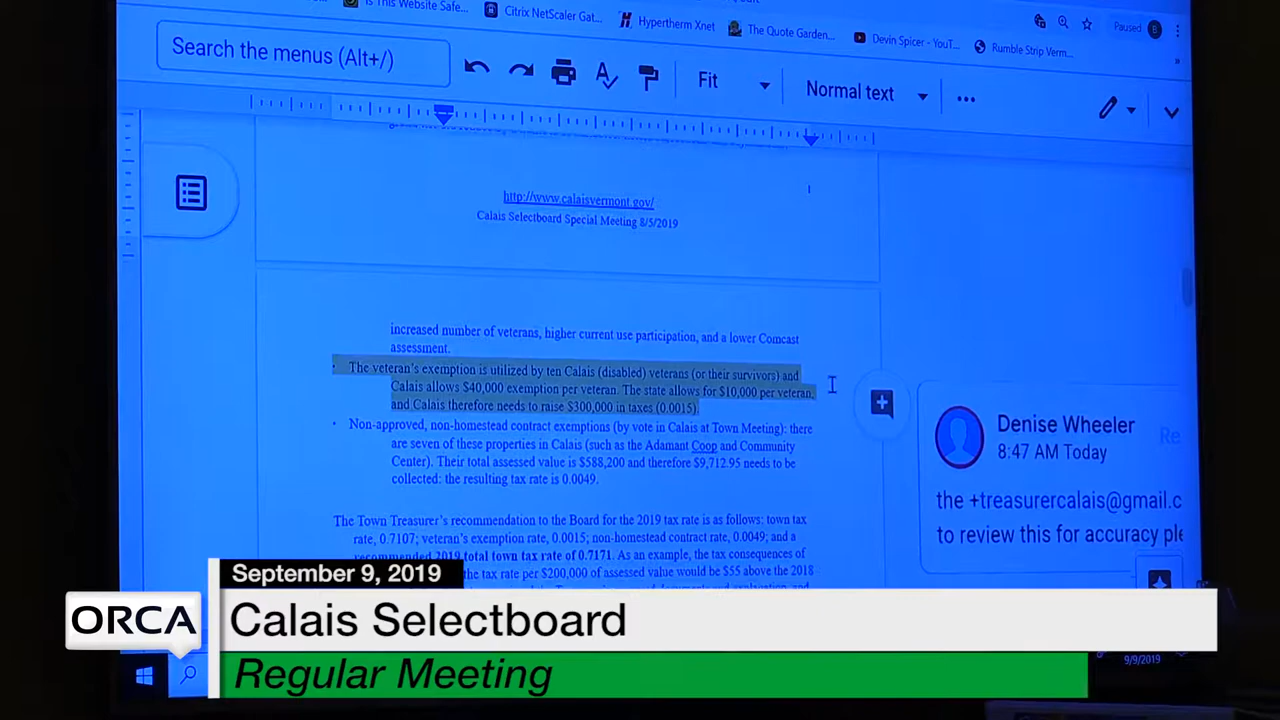 Is This Website Safe...
Citrix NetScaler Gat...
Hypertherm Xnet
The Quote Garden...
Devin Spicer - YouT...
Rumble Strip Verm...
Paused
B
»
Search the menus (Alt+/)
Fit
Normal text
1
http://www.calaisvermont.gov/
Calais Selectboard Special Meeting 8/5/2019
increased number of veterans, higher current use participation, and a lower Comcast
assessment.
· The veteran's exemption is utilized by ten Calais (disabled) veterans (or their survivors) and
Calais allows $40,000 exemption per veteran. The state allows for $10,000 per veteran,
and Calais therefore needs to raise $300,000 in taxes (0.0015).
· Non-approved, non-homestead contract exemptions (by vote in Calais at Town Meeting): there
are seven of these properties in Calais (such as the Adamant Coop and Community
Center). Their total assessed value is $588,200 and therefore $9,712.95 needs to be
collected: the resulting tax rate is 0.0049.
The Town Treasurer's recommendation to the Board for the 2019 tax rate is as follows: town tax
rate, 0.7107; veteran's exemption rate, 0.0015; non-homestead contract rate, 0.0049; and a
recommended 2019 total town tax rate of 0.7171. As an example, the tax consequences of
the tax rate per $200,000 of assessed value would be $55 above the 2018
Denise Wheeler
Re
8:47 AM Today
the +treasurercalais@gmail.c
to review this for accuracy ple
September 9, 2019
ORCA
Calais Selectboard
Regular Meeting
9/9/2019